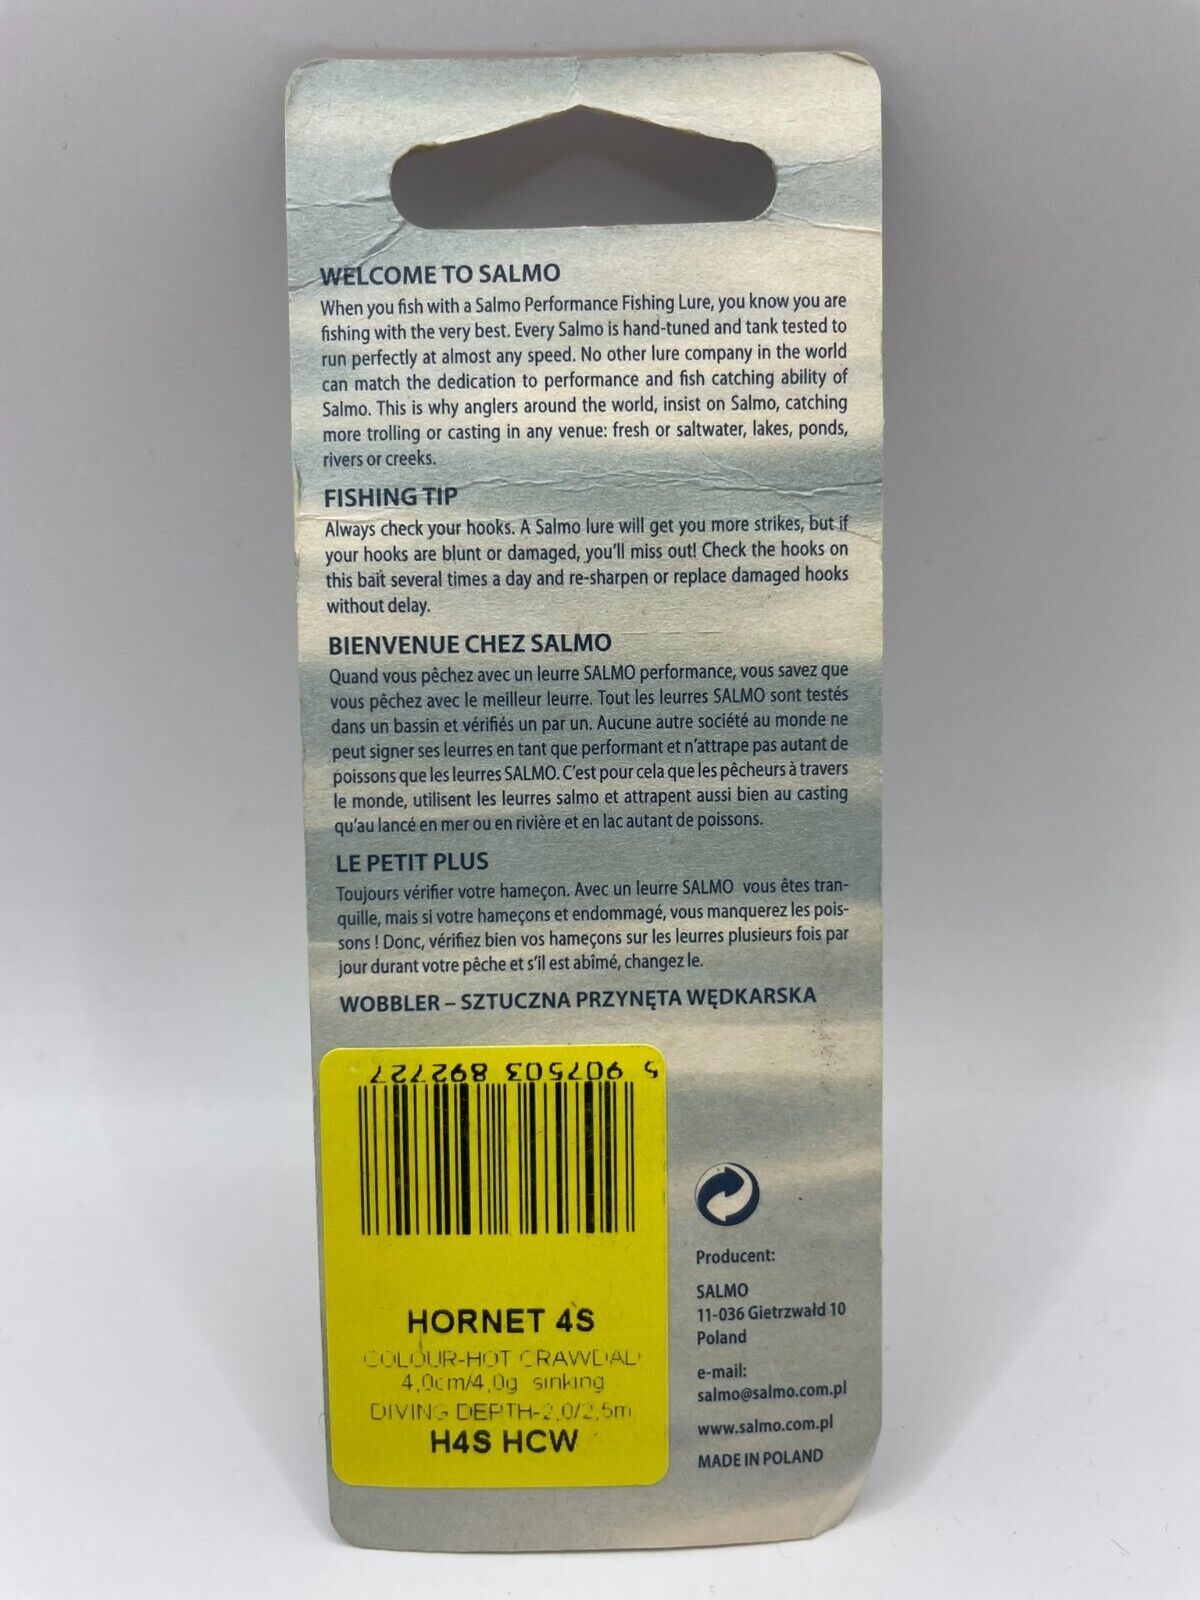 WELCOME TO SALMO
When you fish with a Salmo Performance Fishing Lure, you know you are
fishing with the very best. Every Salmo is hand-tuned and tank tested to
run perfectly at almost any speed. No other lure company in the world
can match the dedication to performance and fish catching ability of
Salmo. This is why anglers around the world, insist on Salmo, catching
more trolling or casting in any venue: fresh or saltwater, lakes, ponds,
rivers or creeks.
FISHING TIP
Always check your hooks. A Salmo lure will get you more strikes, but if
your hooks are blunt or damaged, you'll miss out! Check the hooks on
this bait several times a day and re-sharpen or replace damaged hooks
without delay.
BIENVENUE CHEZ SALMO
Quand vous pêchez avec un leurre SALMO performance, vous savez que
vous pêchez avec le meilleur leurre. Tout les leurres SALMO sont testés
dans un bassin et vérifiés un par un. Aucune autre société au monde ne
peut signer ses leurres en tant que performant et n'attrape pas autant de
poissons que les leurres SALMO. C'est pour cela que les pêcheurs à travers
le monde, utilisent les leurres salmo et attrapent aussi bien au casting
qu'au lancé en mer ou en rivière et en lac autant de poissons.
LE PETIT PLUS
Toujours vérifier votre hameçon. Avec un leurre SALMO vous êtes tran-
quille, mais si votre hameçons et endommagé, vous manquerez les pois-
sons ! Donc, vérifiez bien vos hameçons sur les leurres plusieurs fois par
jour durant votre pêche et s'il est abîmé, changez le.
WOBBLER – SZTUCZNA PRZYNĘTA WĘDKARSKA
5 907503 892727
HORNET 4S
COLOUR-HOT CRAWDAD
4,0cm/4,0g sinking
DIVING DEPTH-2,0/2,5m
H4S HCW
Producent:
SALMO
11-036 Gietrzwałd 10
Poland
e-mail:
salmo@salmo.com.pl
www.salmo.com.pl
MADE IN POLAND